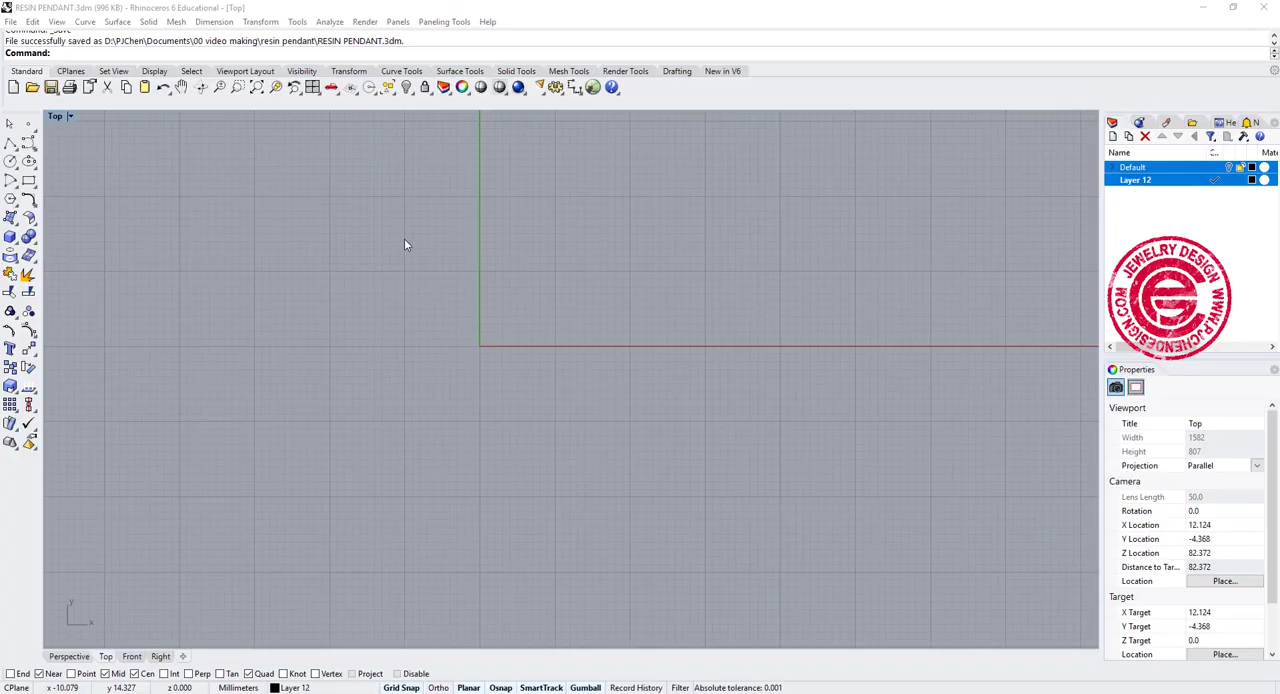 RESIN PENDANT.3dm (996 KB) - Rhinoceros 6 Educational - [Top]
File Edit View Curve Surface Solid Mesh Dimension Transform Tools Analyze Render Panels Paneling Tools Help
Command: _Save
File successfully saved as D:\PJChen\Documents\00 video making\resin pendant\RESIN PENDANT.3dm.
Command:
Standard CPlanes Set View Display Select Viewport Layout Visibility Transform Curve Tools Surface Tools Solid Tools Mesh Tools Render Tools Drafting New in V6
Top
He N
Name C.. Mate
Default
Layer 12
JEWELRY DESIGN
WWW.PJCHENDESIGN.COM
Properties
Viewport
Title Top
Width 1582
Height 807
Projection Parallel
Camera
Lens Length 50.0
Rotation 0.0
X Location 12.124
Y Location -4.368
Z Location 82.372
Distance to Tar... 82.372
Location Place...
Target
X Target 12.124
Y Target -4.368
Z Target 0.0
Location Place...
y
x
Perspective Top Front Right
End Near Point Mid Cen Int Perp Tan Quad Knot Vertex Project Disable
CPlane x -10.079 y 14.327 z 0.000 Millimeters Layer 12 Grid Snap Ortho Planar Osnap SmartTrack Gumball Record History Filter Absolute tolerance: 0.001